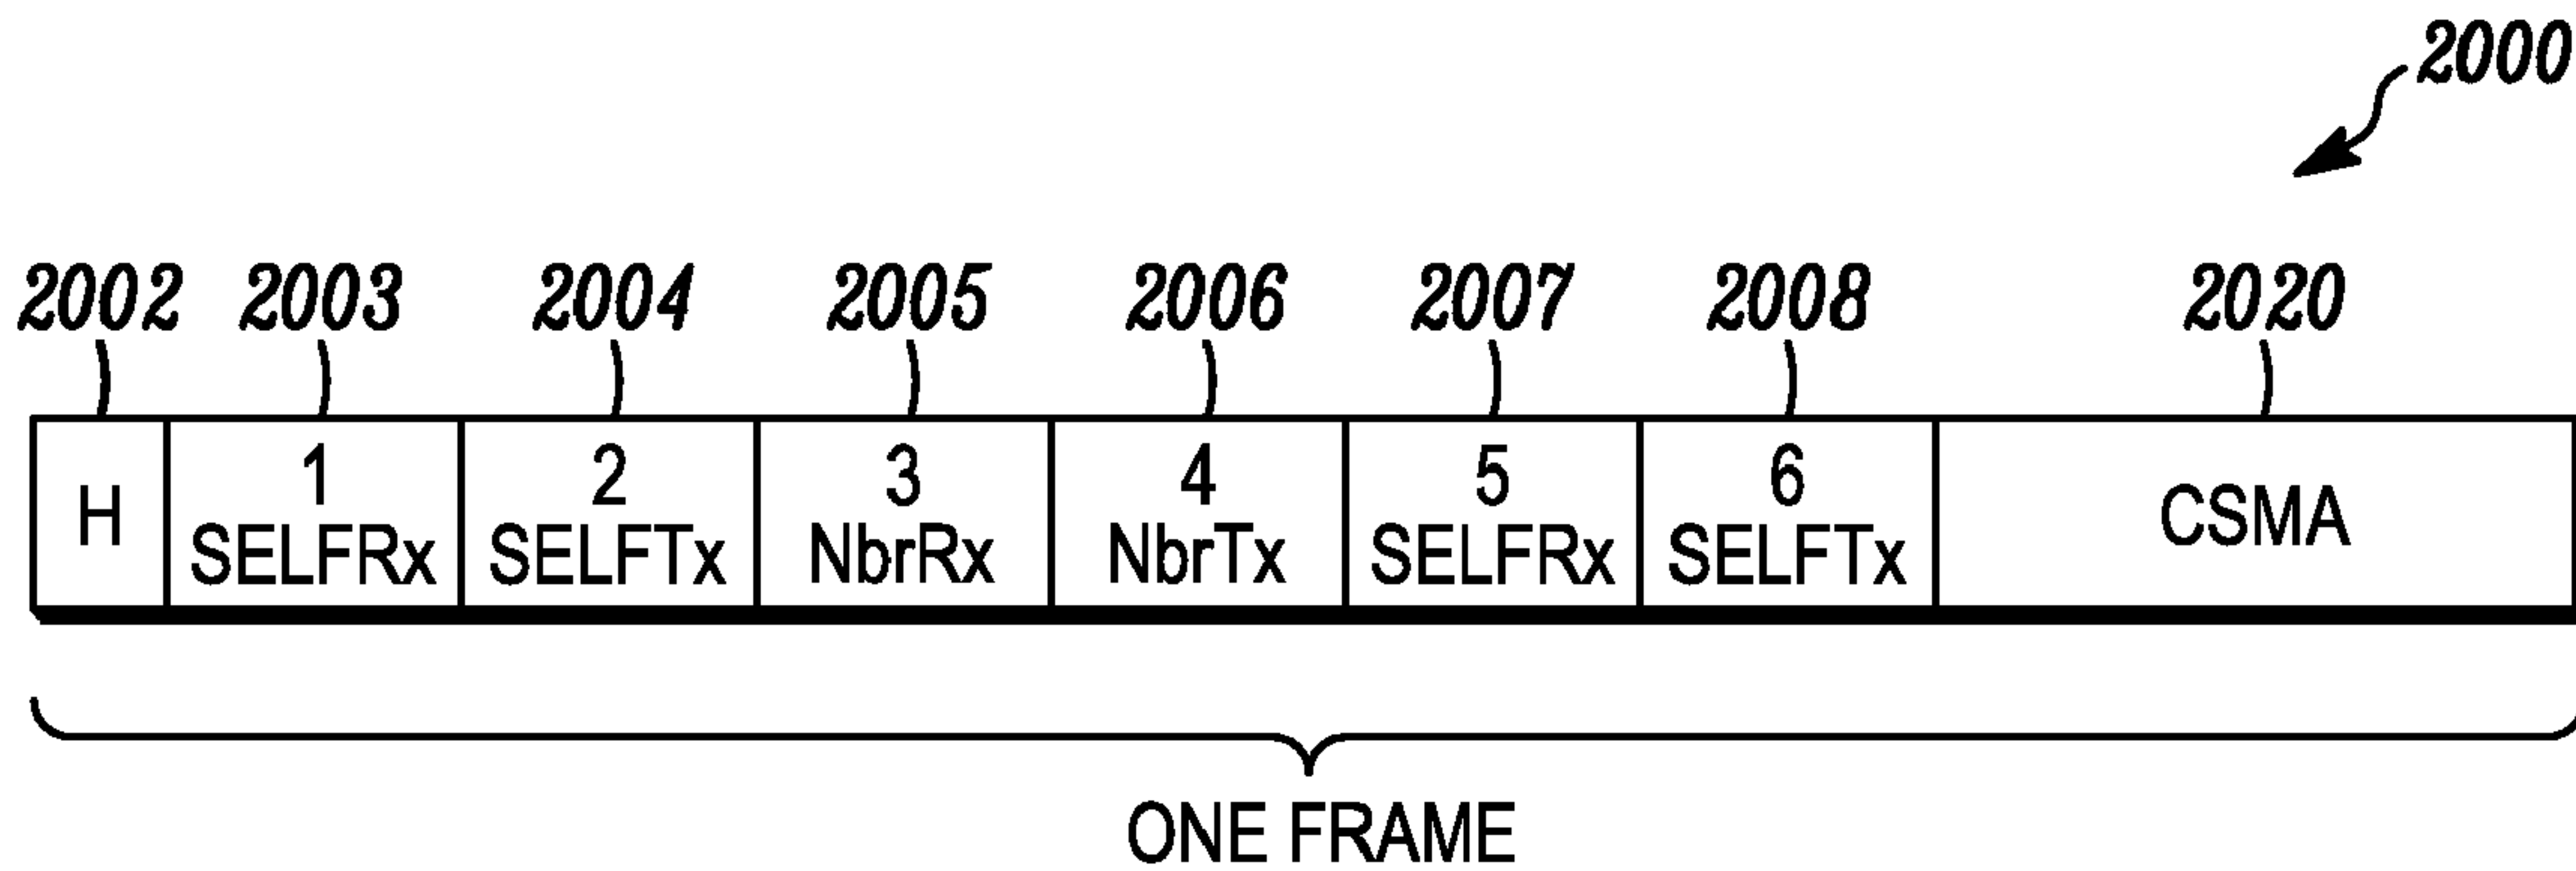 2000
2002 2003 2004 2005 2006 2007 2008 2020
H 1 SELFRx 2 SELFTx 3 NbrRx 4 NbrTx 5 SELFRx 6 SELFTx CSMA
ONE FRAME